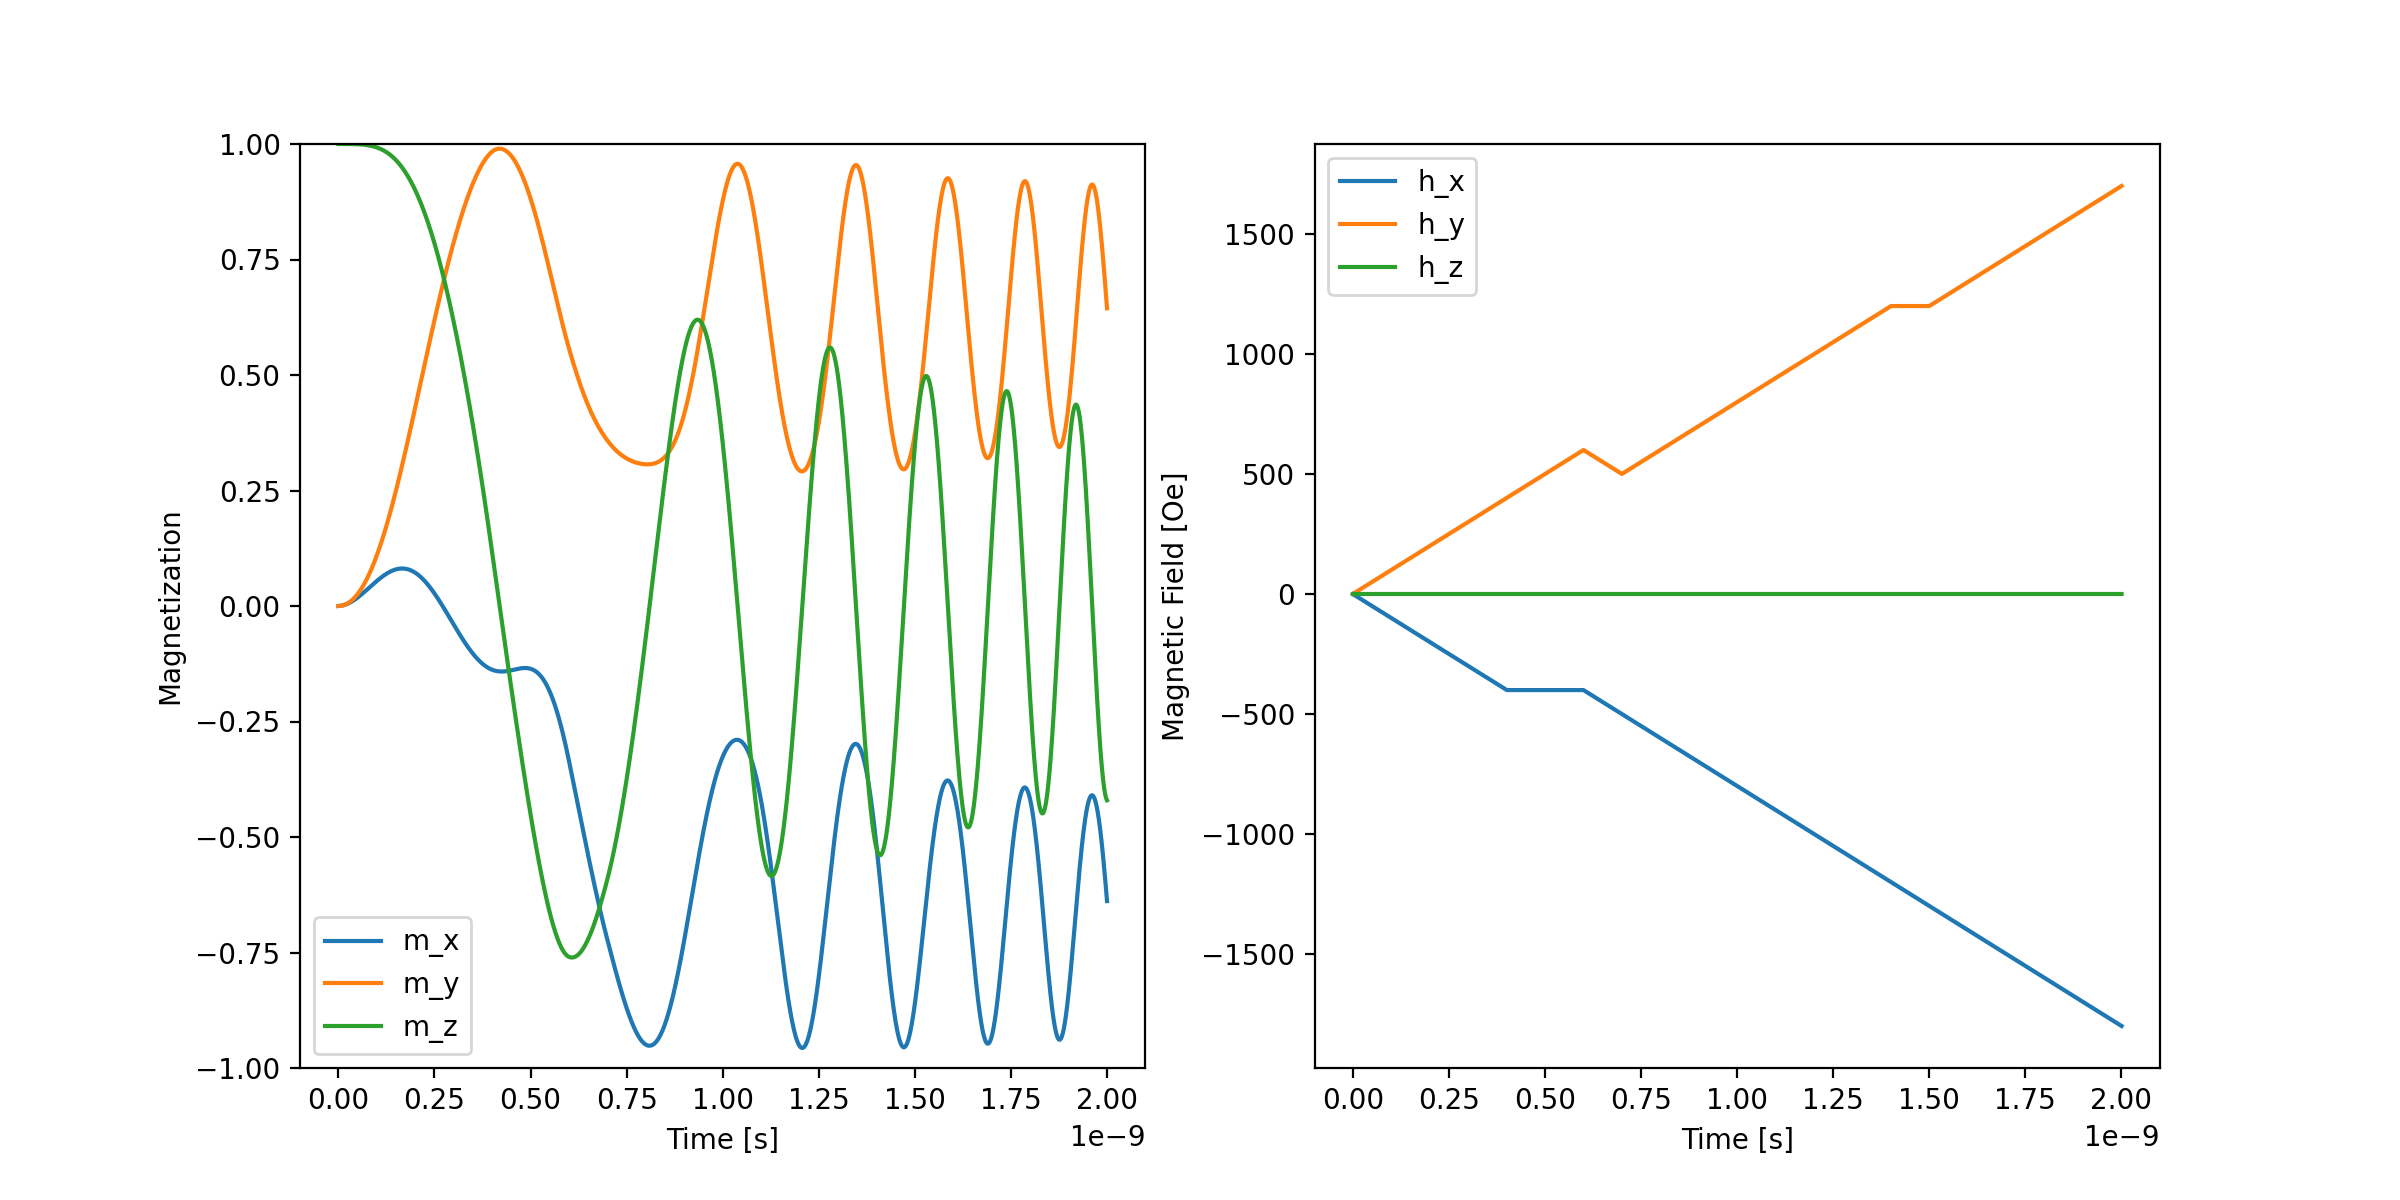 Magnetization
1.00
0.75
0.50
0.25
0.00
−0.25
−0.50
−0.75
−1.00
m_x
m_y
m_z
0.00 0.25 0.50 0.75 1.00 1.25 1.50 1.75 2.00
Time [s]
1e−9
Magnetic Field [Oe]
1500
1000
500
0
−500
−1000
−1500
h_x
h_y
h_z
0.00 0.25 0.50 0.75 1.00 1.25 1.50 1.75 2.00
Time [s]
1e−9